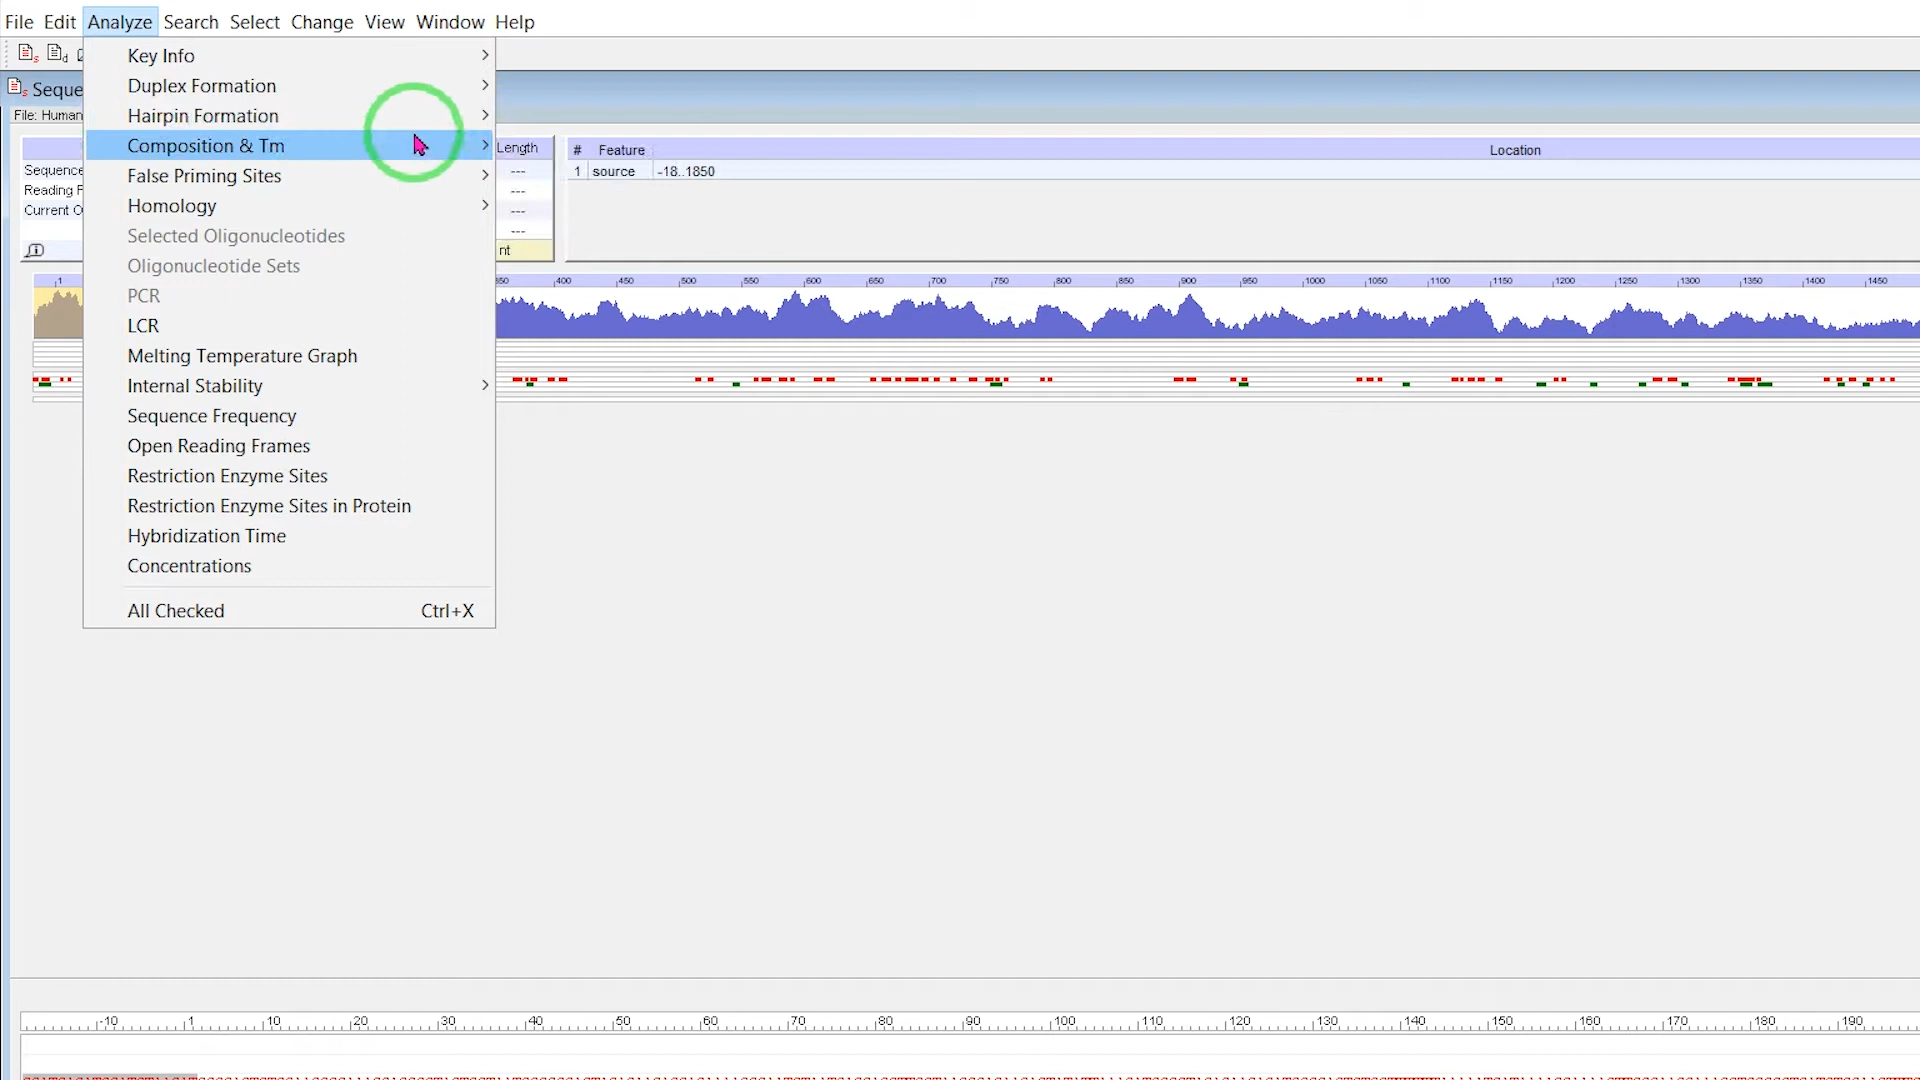 File Edit Analyze Search Select Change View Window Help
Key Info
Duplex Formation
Hairpin Formation
Composition & Tm
False Priming Sites
Homology
Selected Oligonucleotides
Oligonucleotide Sets
PCR
LCR
Melting Temperature Graph
Internal Stability
Sequence Frequency
Open Reading Frames
Restriction Enzyme Sites
Restriction Enzyme Sites in Protein
Hybridization Time
Concentrations
All Checked Ctrl+X
Seque
File: Human
Length
Sequence ---
Reading F ---
Current O ---
---
nt
# Feature Location
1 source -18..1850
1 350 400 450 500 550 600 650 700 750 800 850 900 950 1000 1050 1100 1150 1200 1250 1300 1350 1400 1450
-10 1 10 20 30 40 50 60 70 80 90 100 110 120 130 140 150 160 170 180 190